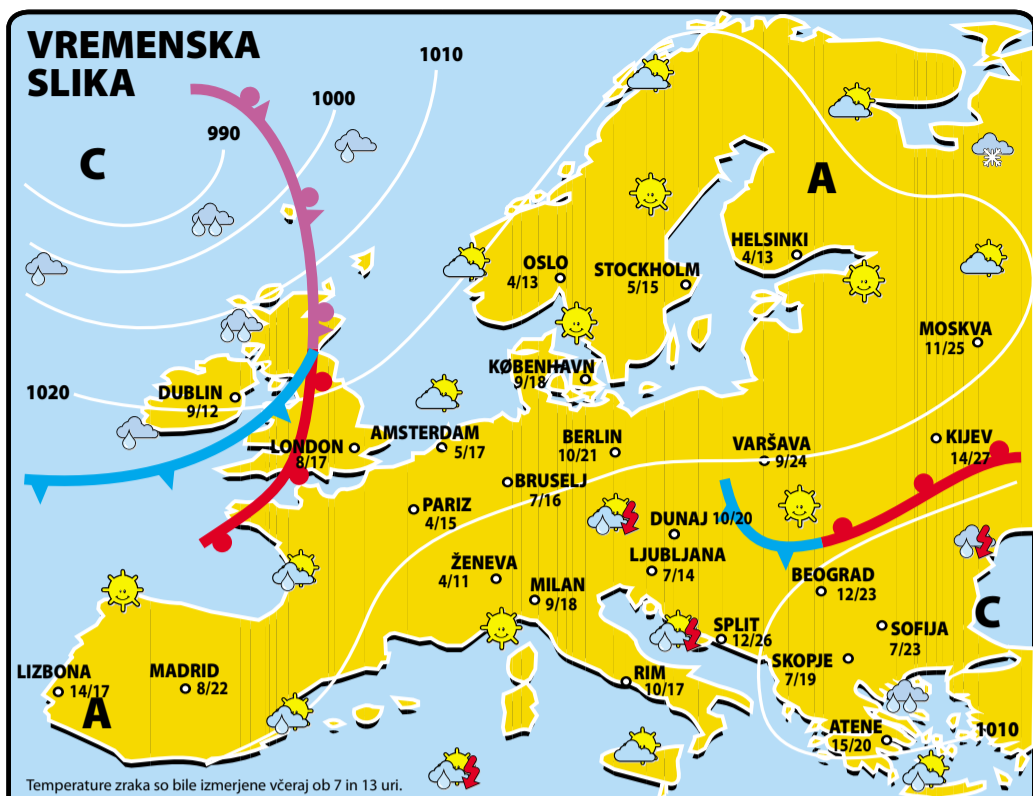 VREMENSKA
SLIKA
1010
1000
990
C
A
HELSINKI
4/13
OSLO
4/13
STOCKHOLM
5/15
MOSKVA
11/25
KØBENHAVN
9/18
1020
DUBLIN
9/12
LONDON
8/17
AMSTERDAM
5/17
BERLIN
10/21
VARŠAVA
9/24
KIJEV
14/27
BRUSELJ
7/16
PARIZ
4/15
DUNAJ 10/20
LJUBLJANA
7/14
ŽENEVA
4/11
MILAN
9/18
BEOGRAD
12/23
C
SPLIT
12/26
SOFIJA
7/23
SKOPJE
7/19
LIZBONA
14/17
A
MADRID
8/22
RIM
10/17
ATENE
15/20
1010
Temperature zraka so bile izmerjene včeraj ob 7 in 13 uri.